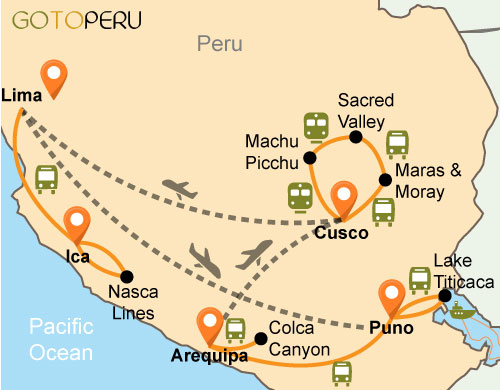 GOTOPERU
Peru
Lima
Sacred
Valley
Machu
Picchu
Maras &
Moray
Cusco
Ica
Nasca
Lines
Lake
Titicaca
Pacific
Ocean
Arequipa
Colca
Canyon
Puno